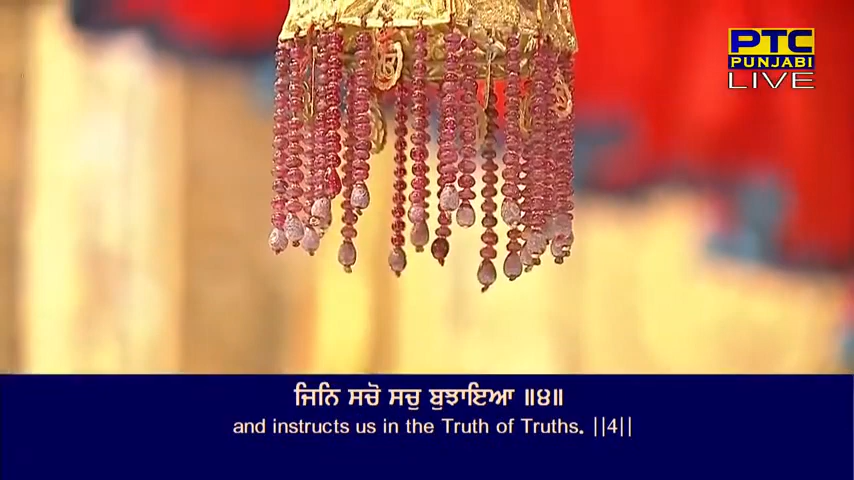 PTC
PUNJABI
LIVE
ਜਿਨਿ ਸਚੋ ਸਚੁ ਬੁਝਾਇਆ ॥੪॥
and instructs us in the Truth of Truths. ||4||